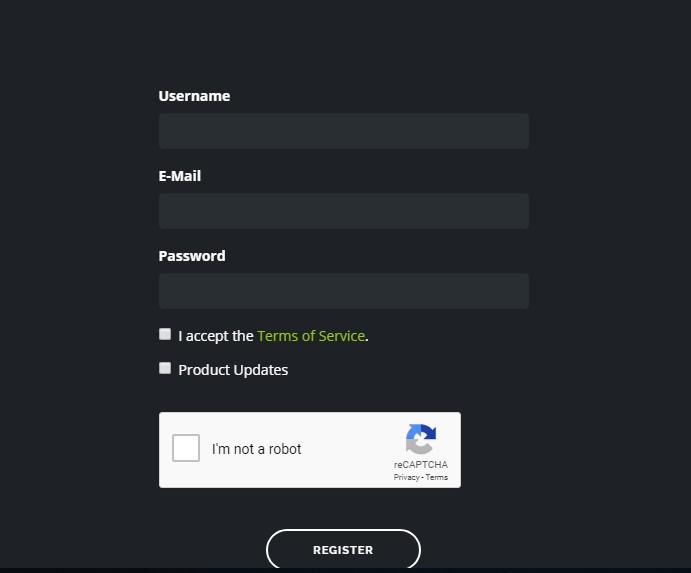 Username
E-Mail
Password
I accept the Terms of Service.
Product Updates
I'm not a robot
reCAPTCHA
Privacy - Terms
REGISTER